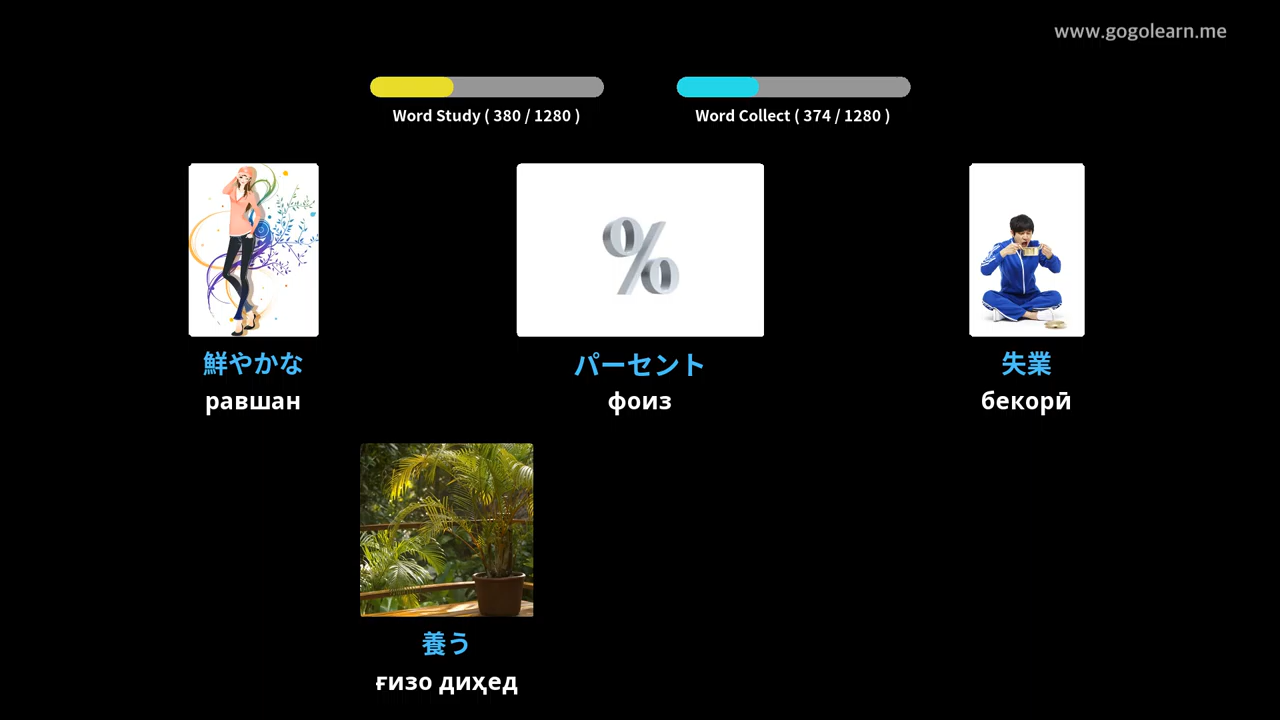 www.gogolearn.me
Word Study ( 380 / 1280 )
Word Collect ( 374 / 1280 )
%
鮮やかな
равшан
パーセント
фоиз
失業
бекорӣ
養う
ғизо диҳед